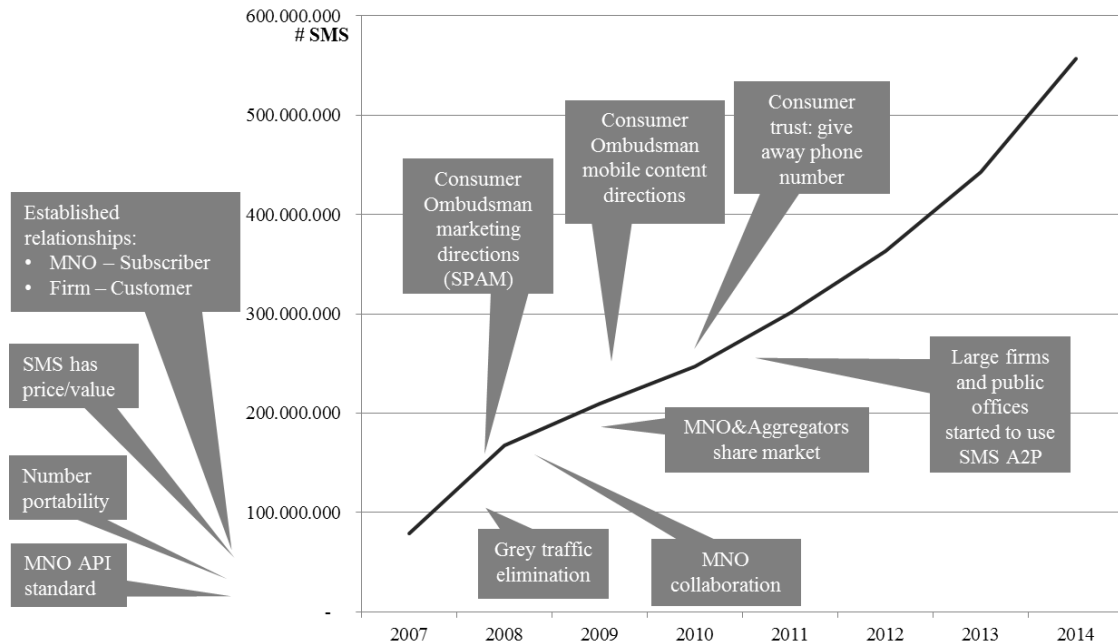 600.000.000
# SMS
500.000.000
400.000.000
300.000.000
200.000.000
100.000.000
-
Established
relationships:
• MNO – Subscriber
• Firm – Customer
SMS has
price/value
Number
portability
MNO API
standard
Consumer
Ombudsman
marketing
directions
(SPAM)
Consumer
Ombudsman
mobile content
directions
Consumer
trust: give
away phone
number
Grey traffic
elimination
MNO
collaboration
MNO&Aggregators
share market
Large firms
and public
offices
started to use
SMS A2P
2007 2008 2009 2010 2011 2012 2013 2014